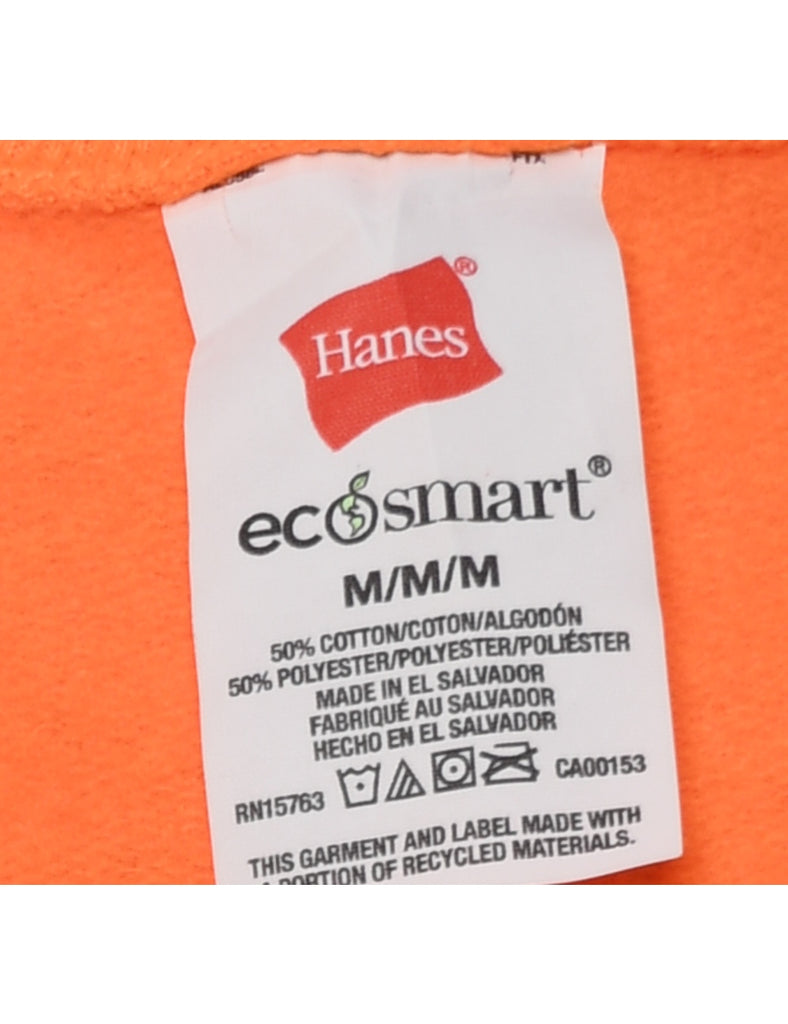 Hanes®
ecosmart®
M/M/M
50% COTTON/COTON/ALGODÓN
50% POLYESTER/POLYESTER/POLIÉSTER
MADE IN EL SALVADOR
FABRIQUÉ AU SALVADOR
HECHO EN EL SALVADOR
RN15763 CA00153
THIS GARMENT AND LABEL MADE WITH
A PORTION OF RECYCLED MATERIALS.